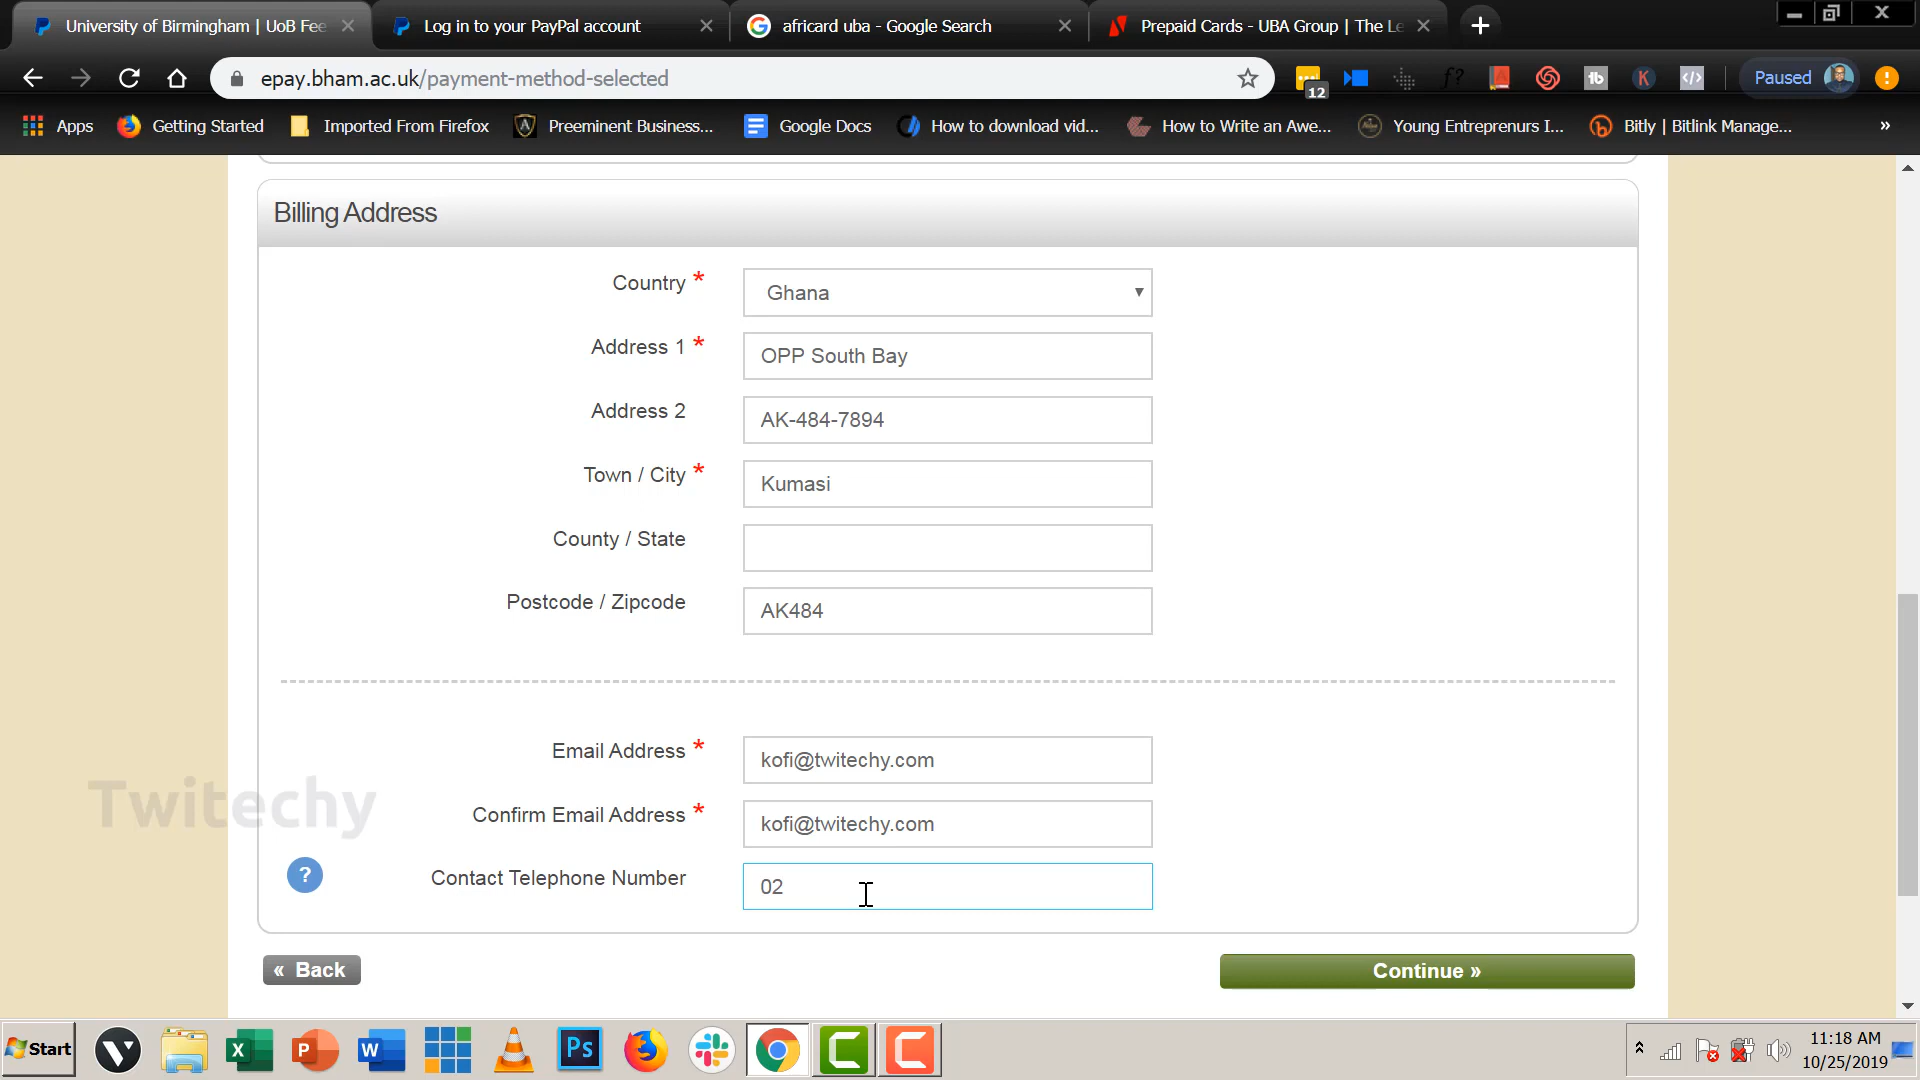 University of Birmingham | UoB Fee
Log in to your PayPal account
africard uba - Google Search
Prepaid Cards - UBA Group | The Le
epay.bham.ac.uk/payment-method-selected
12
f?
tb
K
</>
Paused
Apps
Getting Started
Imported From Firefox
Preeminent Business...
Google Docs
How to download vid...
How to Write an Awe...
Young Entreprenurs I...
Bitly | Bitlink Manage...
»
Billing Address
Country *
Ghana
Address 1 *
OPP South Bay
Address 2
AK-484-7894
Town / City *
Kumasi
County / State
Postcode / Zipcode
AK484
Email Address *
kofi@twitechy.com
Confirm Email Address *
kofi@twitechy.com
?
Contact Telephone Number
02
Twitechy
« Back
Continue »
Start
11:18 AM
10/25/2019